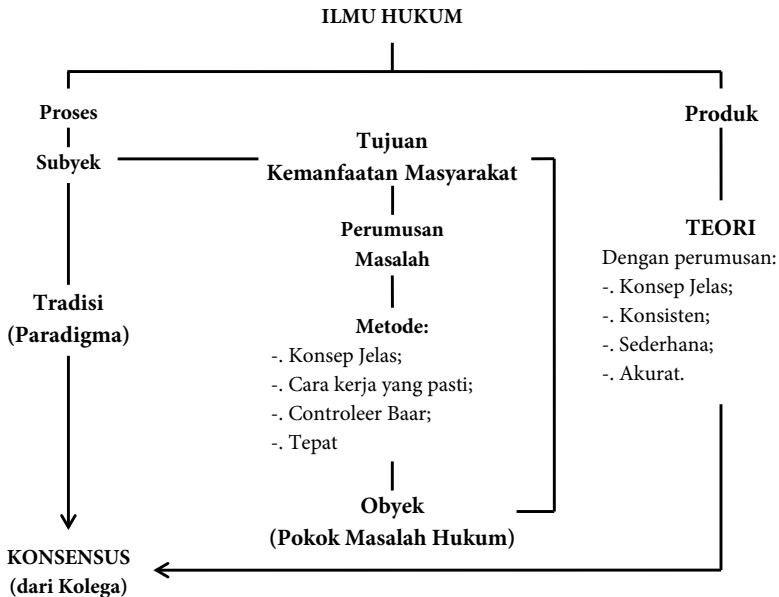 ILMU HUKUM
Proses
Subyek
Tradisi
(Paradigma)
KONSENSUS
(dari Kolega)
Tujuan
Kemanfaatan Masyarakat
Perumusan
Masalah
Metode:
-. Konsep Jelas;
-. Cara kerja yang pasti;
-. Controleer Baar;
-. Tepat
Obyek
(Pokok Masalah Hukum)
Produk
TEORI
Dengan perumusan:
-. Konsep Jelas;
-. Konsisten;
-. Sederhana;
-. Akurat.